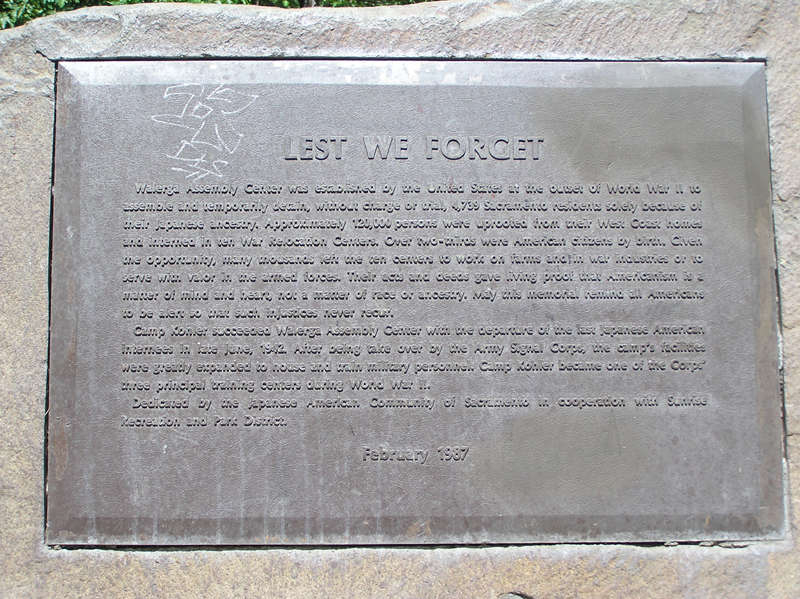 LEST WE FORGET
Walerga Assembly Center was established by the United States at the outset of World War II to
assemble and temporarily detain, without charge or trial, 4,739 Sacramento residents solely because of
their Japanese ancestry. Approximately 120,000 persons were uprooted from their West Coast homes
and interned in ten War Relocation Centers. Over two-thirds were American citizens by birth. Given
the opportunity, many thousands left the ten centers to work on farms and in war industries or to
serve with valor in the armed forces. Their acts and deeds gave living proof that Americanism is a
matter of mind and heart, not a matter of race or ancestry. May this memorial remind all Americans
to be alert so that such injustices never recur.
Camp Kohler succeeded Walerga Assembly Center with the departure of the last Japanese American
internees in late June, 1942. After being take over by the Army Signal Corps, the camp's facilities
were greatly expanded to house and train military personnel. Camp Kohler became one of the Corps'
three principal training centers during World War II.
Dedicated by the Japanese American Community of Sacramento in cooperation with Sunrise
Recreation and Park District.
February 1987